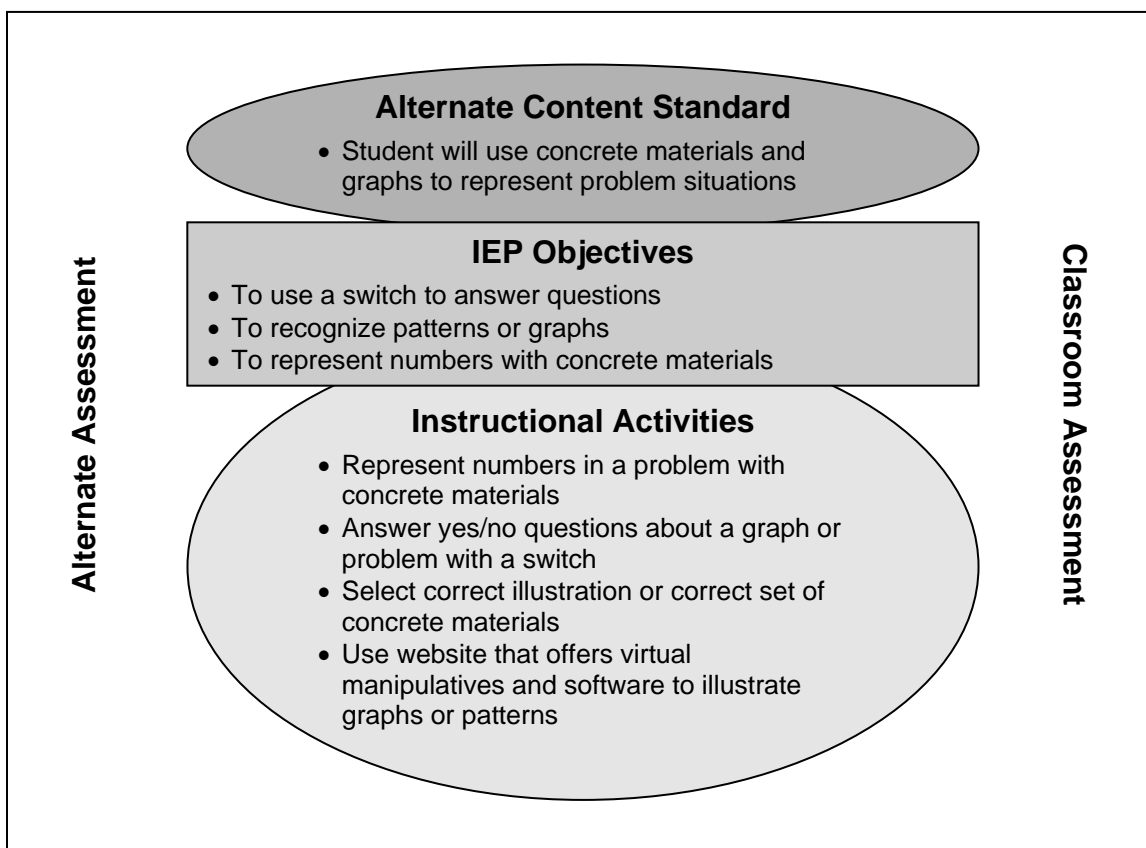 Alternate Content Standard
• Student will use concrete materials and
graphs to represent problem situations
IEP Objectives
• To use a switch to answer questions
• To recognize patterns or graphs
• To represent numbers with concrete materials
Instructional Activities
• Represent numbers in a problem with
concrete materials
• Answer yes/no questions about a graph or
problem with a switch
• Select correct illustration or correct set of
concrete materials
• Use website that offers virtual
manipulatives and software to illustrate
graphs or patterns
Alternate Assessment
Classroom Assessment